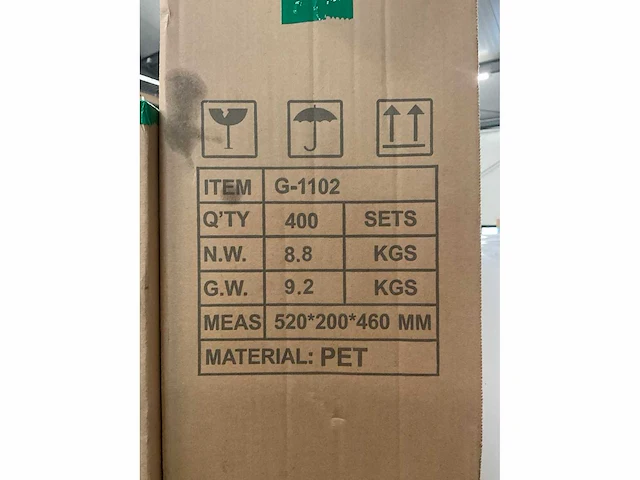 ITEM G-1102
Q'TY 400 SETS
N.W. 8.8 KGS
G.W. 9.2 KGS
MEAS 520*200*460 MM
MATERIAL: PET